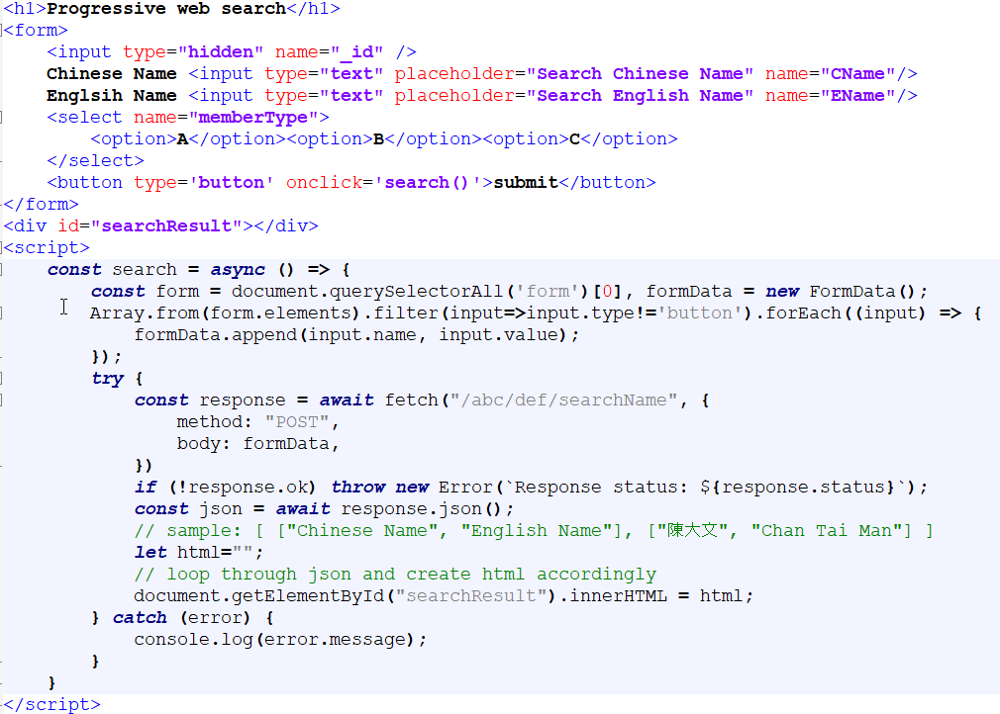 <h1>Progressive web search</h1>
<form>
    <input type="hidden" name="_id" />
    Chinese Name <input type="text" placeholder="Search Chinese Name" name="CName"/>
    Englsih Name <input type="text" placeholder="Search English Name" name="EName"/>
    <select name="memberType">
        <option>A</option><option>B</option><option>C</option>
    </select>
    <button type='button' onclick='search()'>submit</button>
</form>
<div id="searchResult"></div>
<script>
    const search = async () => {
        const form = document.querySelectorAll('form')[0], formData = new FormData();
        Array.from(form.elements).filter(input=>input.type!='button').forEach((input) => {
            formData.append(input.name, input.value);
        });
        try {
            const response = await fetch("/abc/def/searchName", {
                method: "POST",
                body: formData,
            })
            if (!response.ok) throw new Error(`Response status: ${response.status}`);
            const json = await response.json();
            // sample: [ ["Chinese Name", "English Name"], ["陳大文", "Chan Tai Man"] ]
            let html="";
            // loop through json and create html accordingly
            document.getElementById("searchResult").innerHTML = html;
        } catch (error) {
            console.log(error.message);
        }
    }
</script>